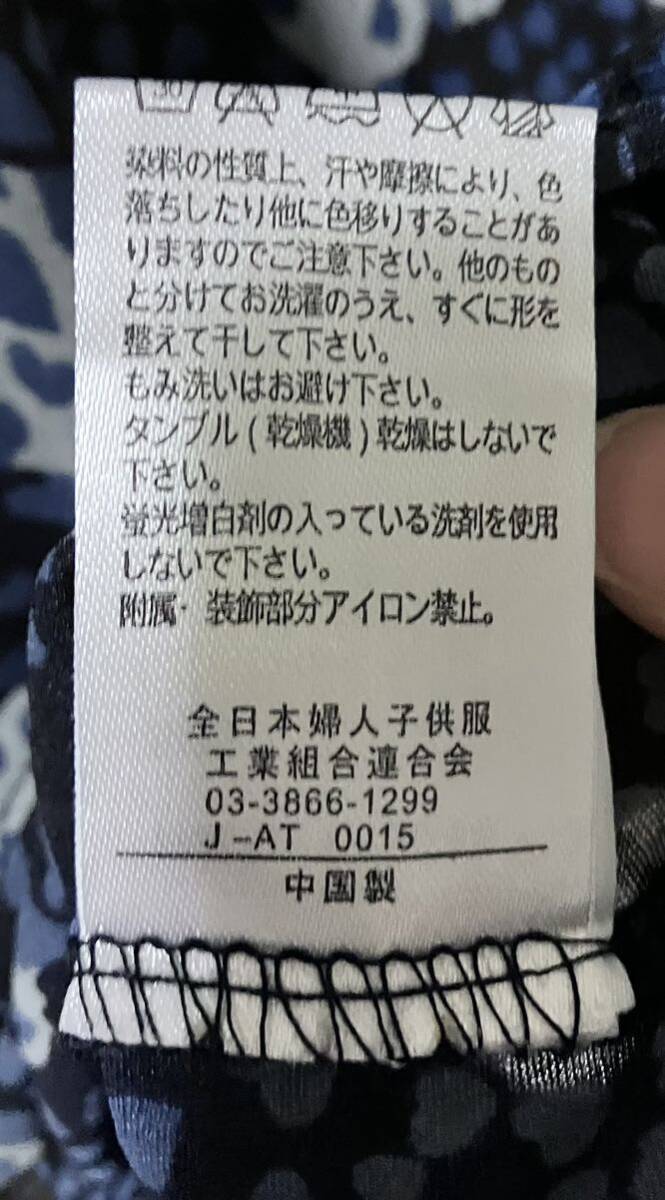 30
染料の性質上、汗や摩擦により、色
落ちしたり他に色移りすることがあ
りますのでご注意下さい。他のもの
と分けてお洗濯のうえ、すぐに形を
整えて干して下さい。
もみ洗いはお避け下さい。
タンブル(乾燥機)乾燥はしないで
下さい。
蛍光増白剤の入っている洗剤を使用
しないで下さい。
附属・装飾部分アイロン禁止。
全日本婦人子供服
工業組合連合会
03-3866-1299
J-AT 0015
中国製